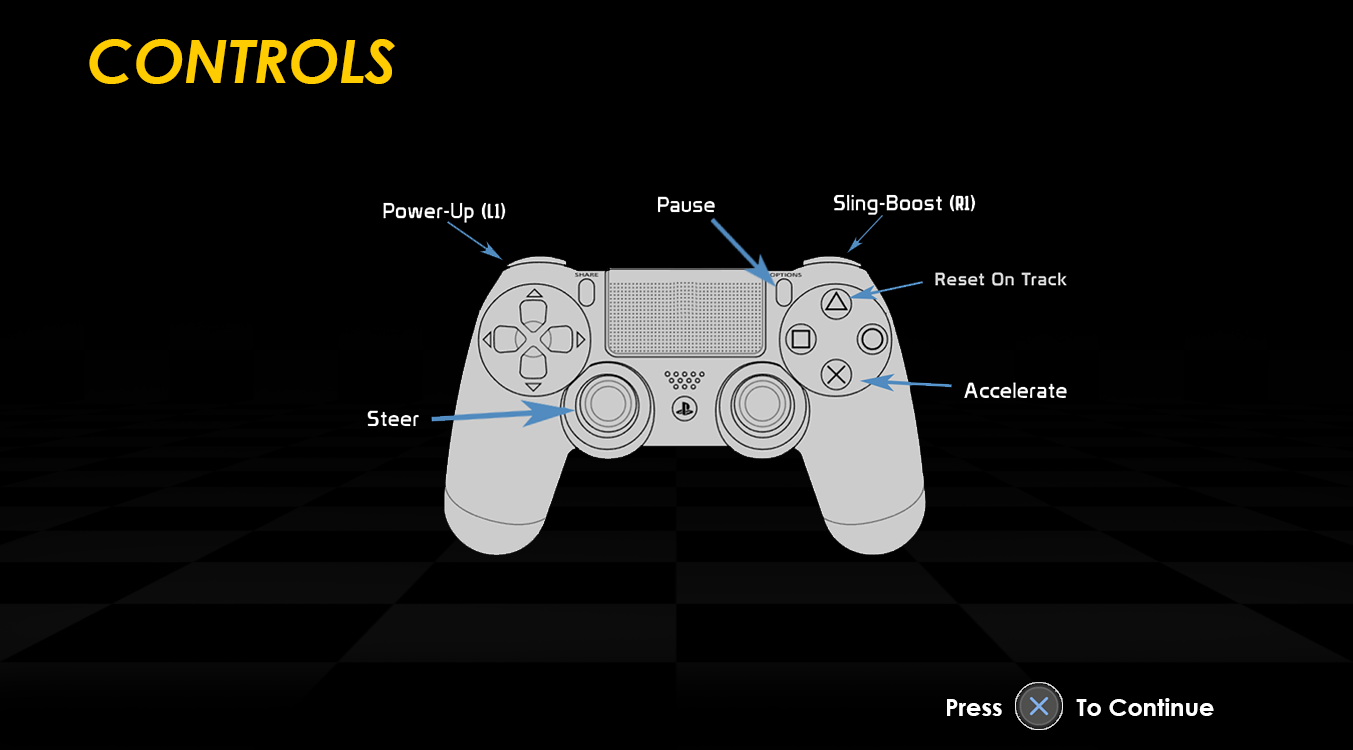 CONTROLS
Power-Up (L1)
Pause
Sling-Boost (R1)
SHARE
OPTIONS
Reset On Track
Accelerate
Steer
Press
To Continue